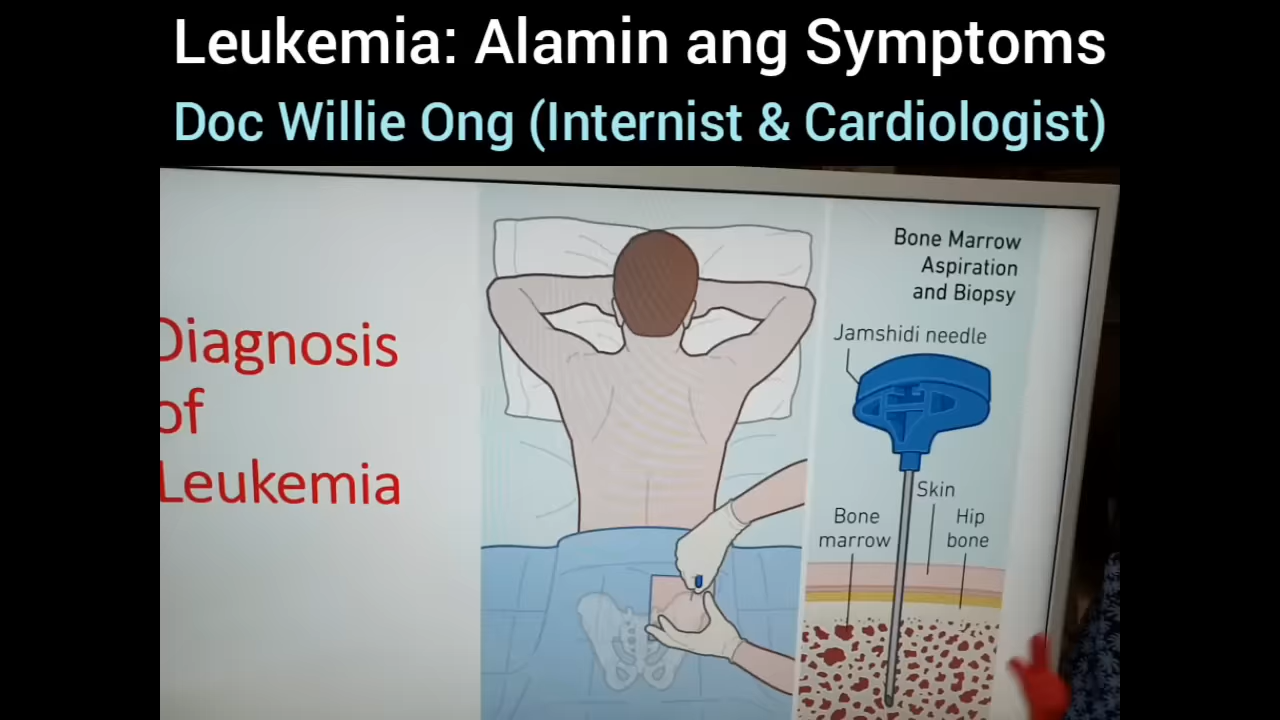 Leukemia: Alamin ang Symptoms
Doc Willie Ong (Internist & Cardiologist)
Diagnosis
of
Leukemia
Bone Marrow
Aspiration
and Biopsy
Jamshidi needle
Skin
Bone
marrow
Hip
bone